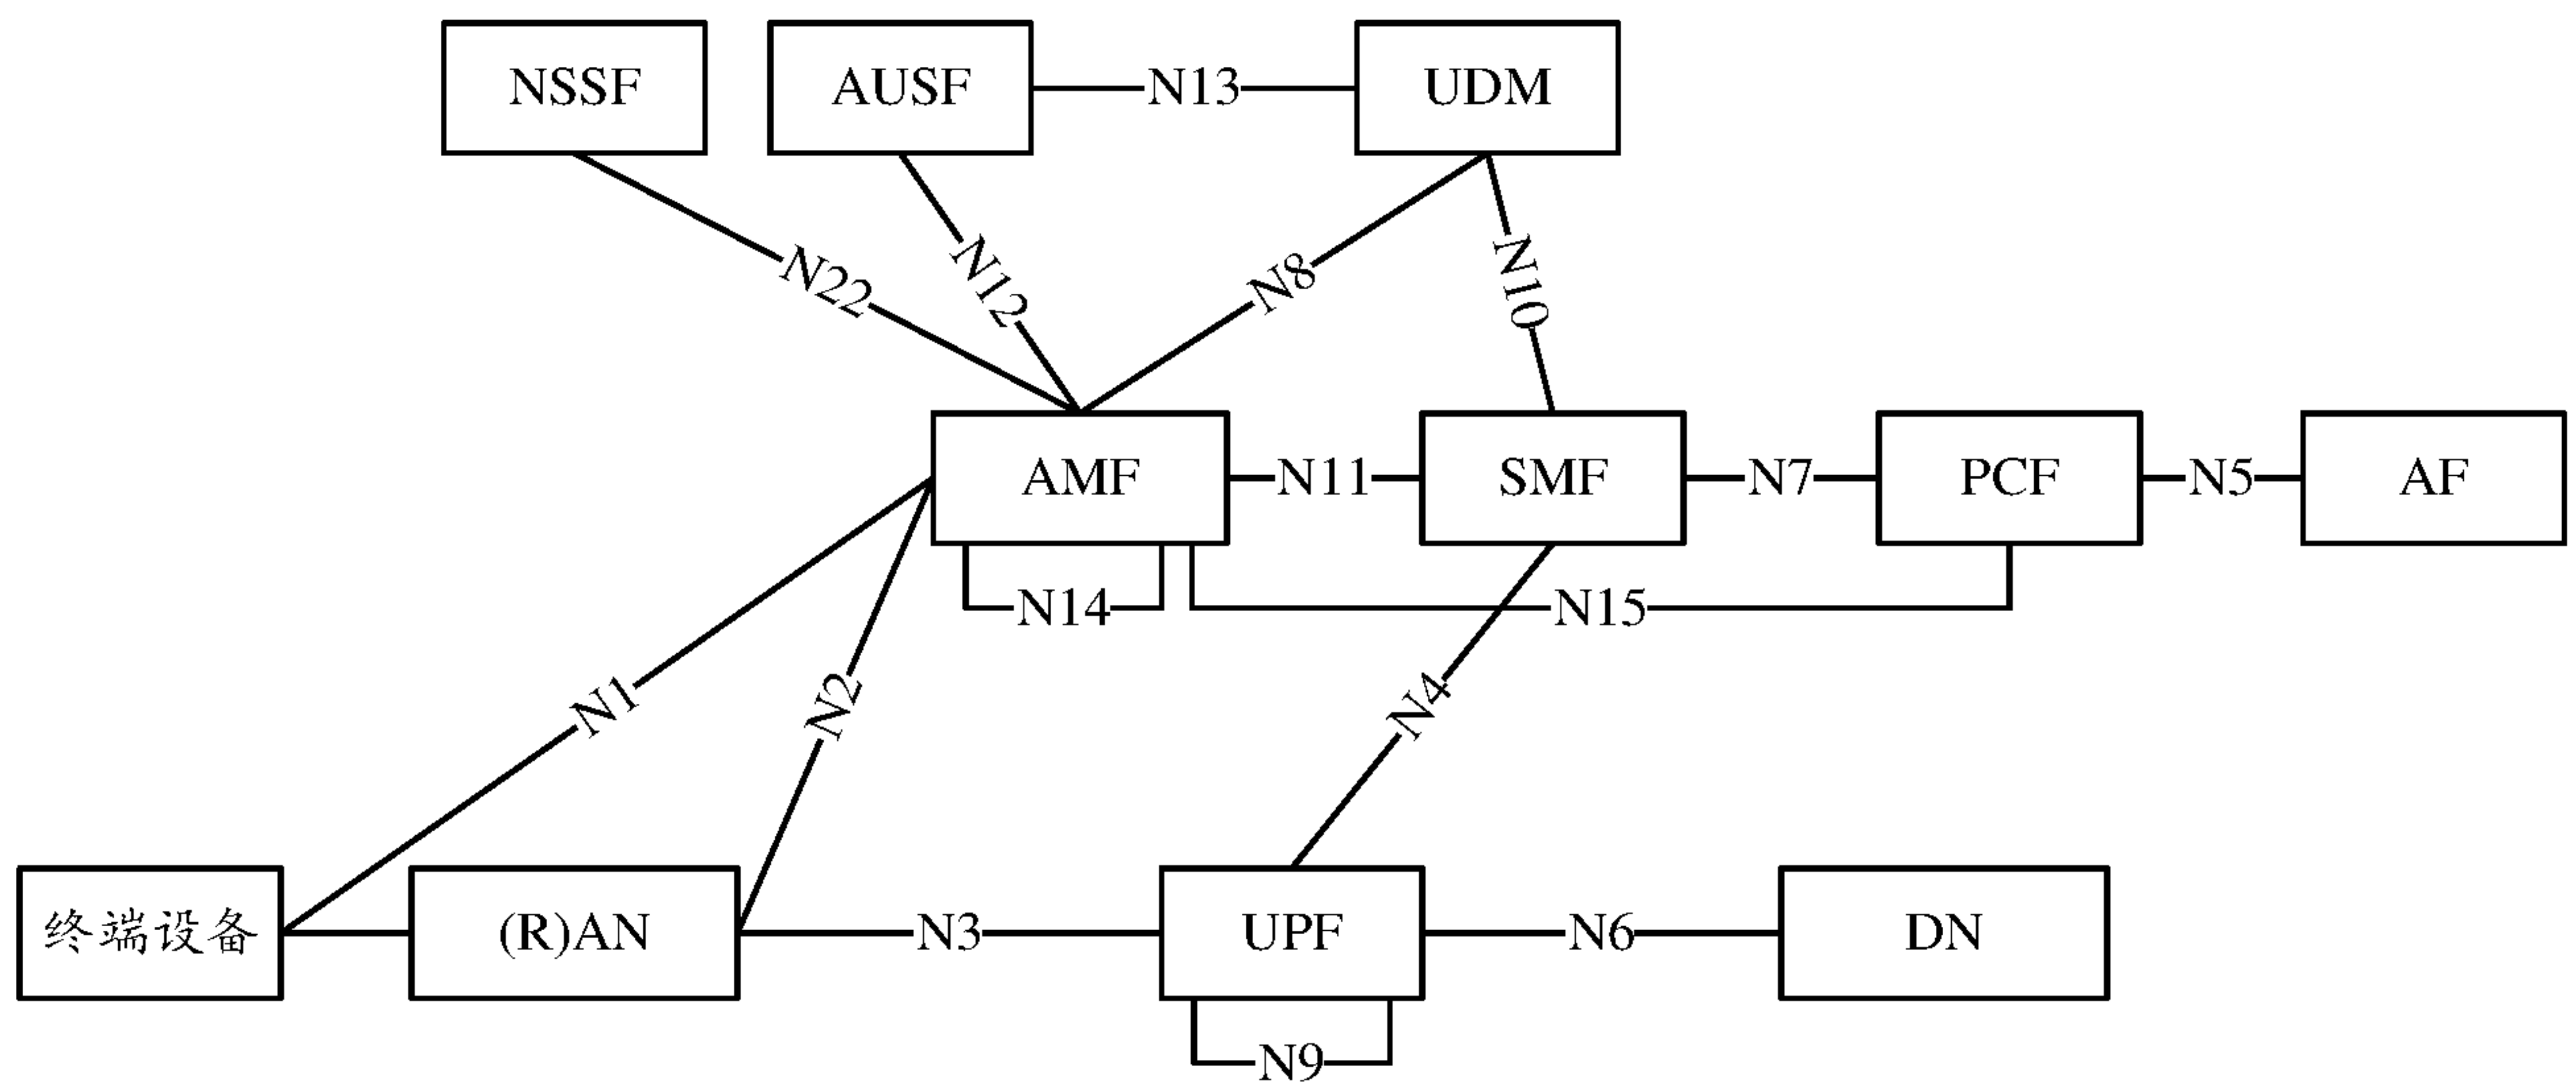 NSSF
AUSF
N13
UDM
N22
N12
N8
N10
AMF
N11
SMF
N7
PCF
N5
AF
N14
N15
N1
N2
N4
终端设备
(R)AN
N3
UPF
N6
DN
N9